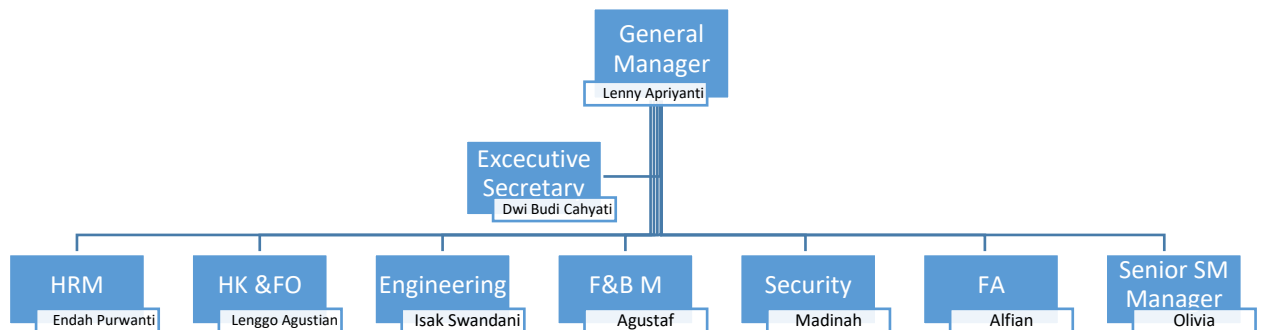 General
Manager
Lenny Apriyanti
Excecutive
Secretary
Dwi Budi Cahyati
HRM
Endah Purwanti
HK &FO
Lenggo Agustian
Engineering
Isak Swandani
F&B M
Agustaf
Security
Madinah
FA
Alfian
Senior SM
Manager
Olivia